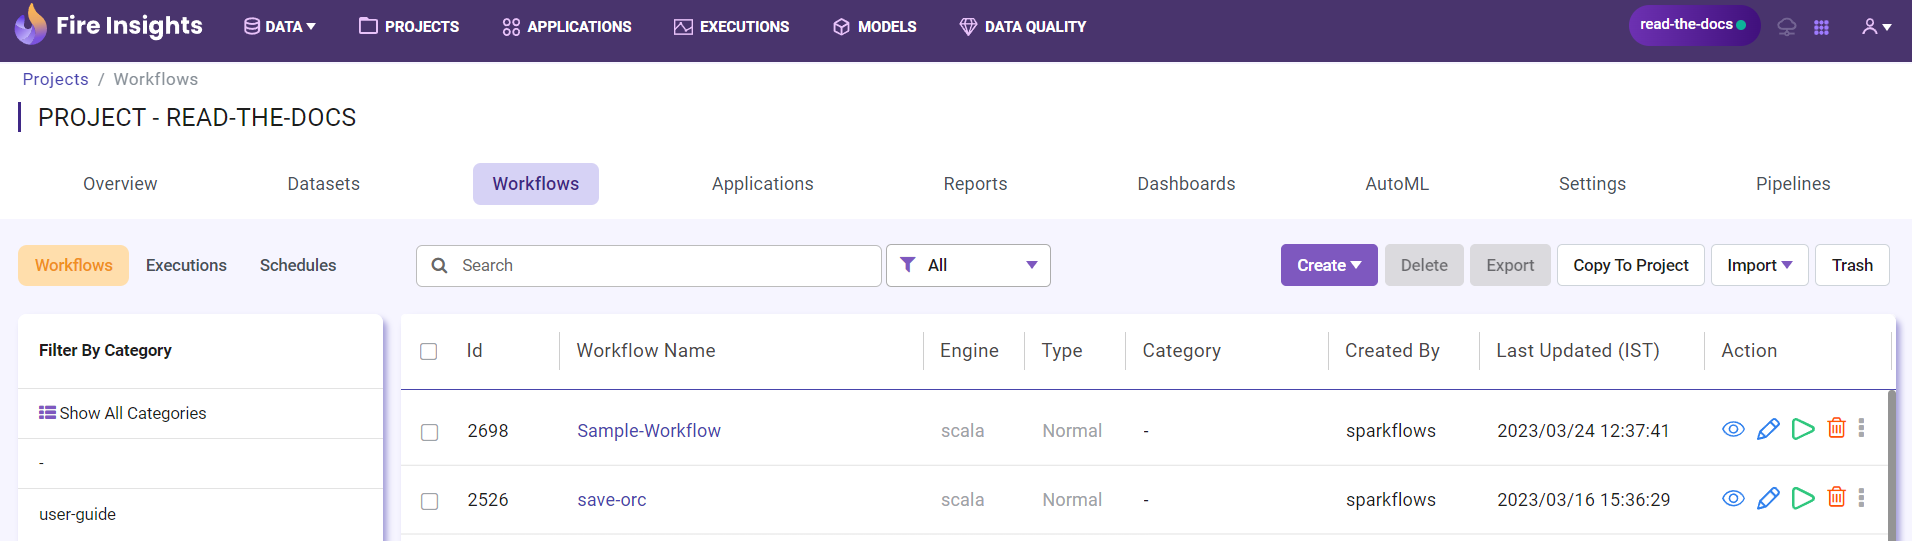 Fire Insights DATA PROJECTS APPLICATIONS EXECUTIONS MODELS DATA QUALITY read-the-docs
Projects / Workflows
PROJECT - READ-THE-DOCS
Overview Datasets Workflows Applications Reports Dashboards AutoML Settings Pipelines
Workflows Executions Schedules Search All Create Delete Export Copy To Project Import Trash
Filter By Category
Show All Categories
-
user-guide
Id Workflow Name Engine Type Category Created By Last Updated (IST) Action
2698 Sample-Workflow scala Normal - sparkflows 2023/03/24 12:37:41
2526 save-orc scala Normal - sparkflows 2023/03/16 15:36:29